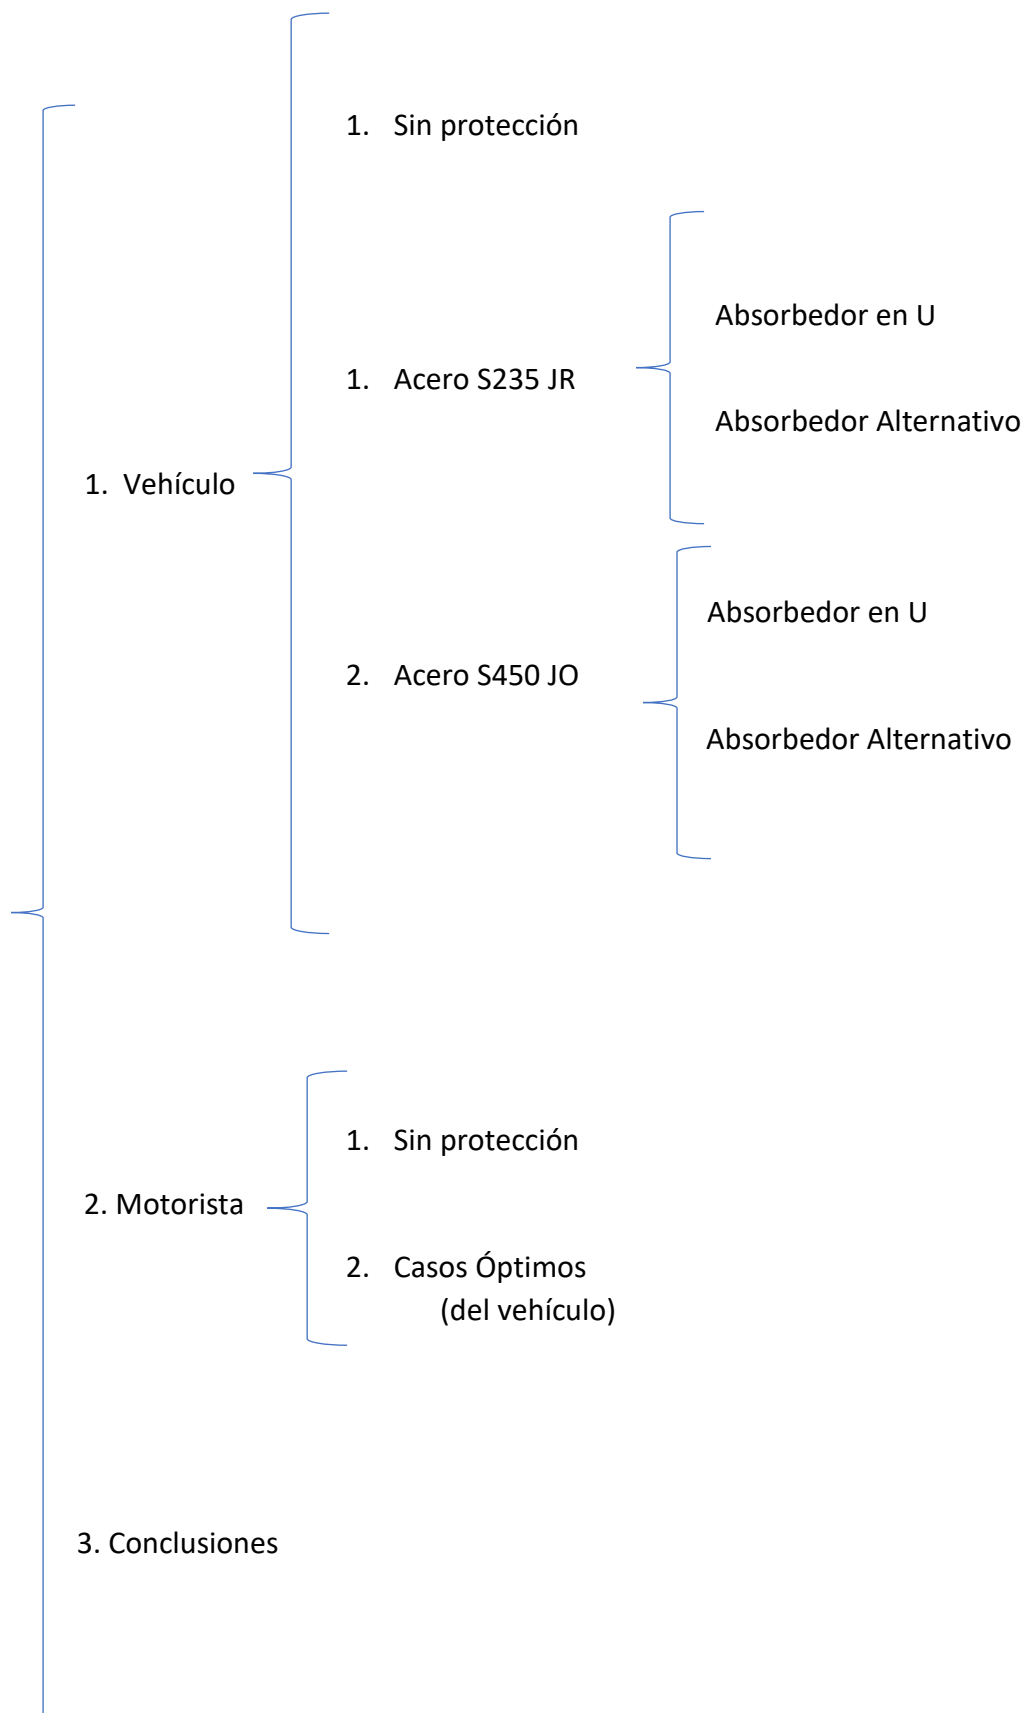 1. Vehículo
1. Sin protección
1. Acero S235 JR
Absorbedor en U
Absorbedor Alternativo
2. Acero S450 JO
Absorbedor en U
Absorbedor Alternativo
2. Motorista
1. Sin protección
2. Casos Óptimos
(del vehículo)
3. Conclusiones